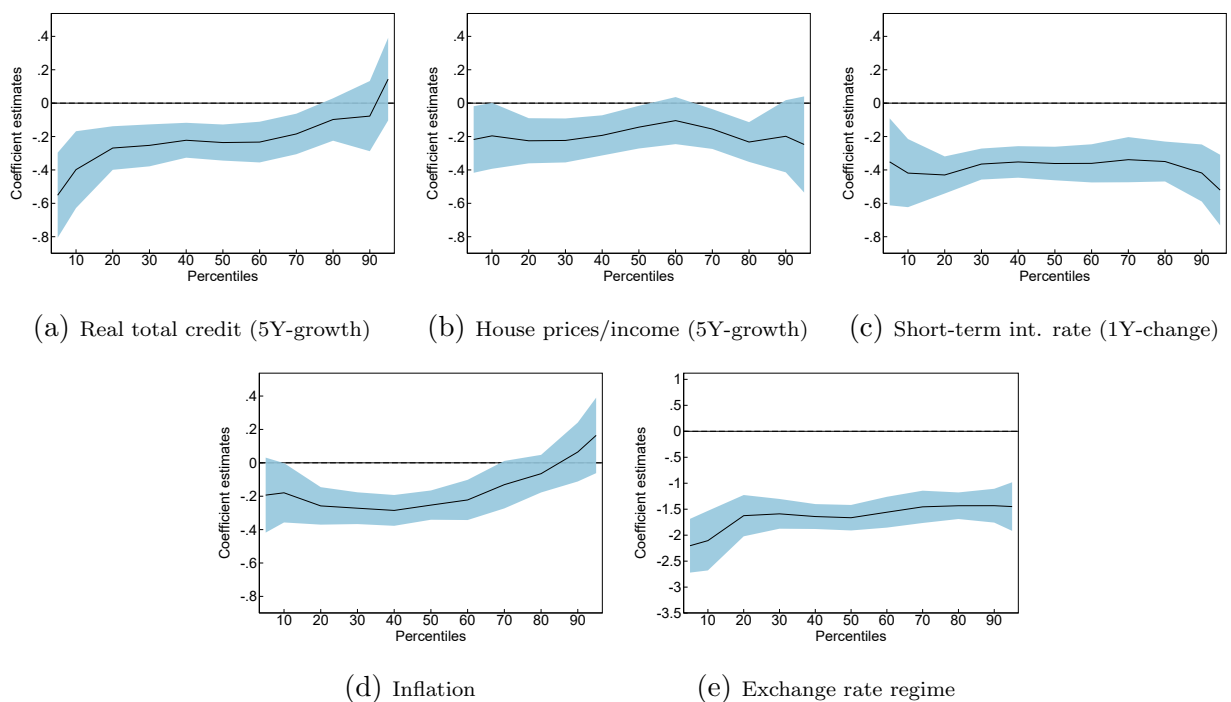 .4
.2
0
-.2
-.4
-.6
-.8
Coefficient estimates
10 20 30 40 50 60 70 80 90
Percentiles
(a) Real total credit (5Y-growth)
.4
.2
0
-.2
-.4
-.6
-.8
Coefficient estimates
10 20 30 40 50 60 70 80 90
Percentiles
(b) House prices/income (5Y-growth)
.4
.2
0
-.2
-.4
-.6
-.8
Coefficient estimates
10 20 30 40 50 60 70 80 90
Percentiles
(c) Short-term int. rate (1Y-change)
.4
.2
0
-.2
-.4
-.6
-.8
Coefficient estimates
10 20 30 40 50 60 70 80 90
Percentiles
(d) Inflation
1
.5
0
-.5
-1
-1.5
-2
-2.5
-3
-3.5
Coefficient estimates
10 20 30 40 50 60 70 80 90
Percentiles
(e) Exchange rate regime